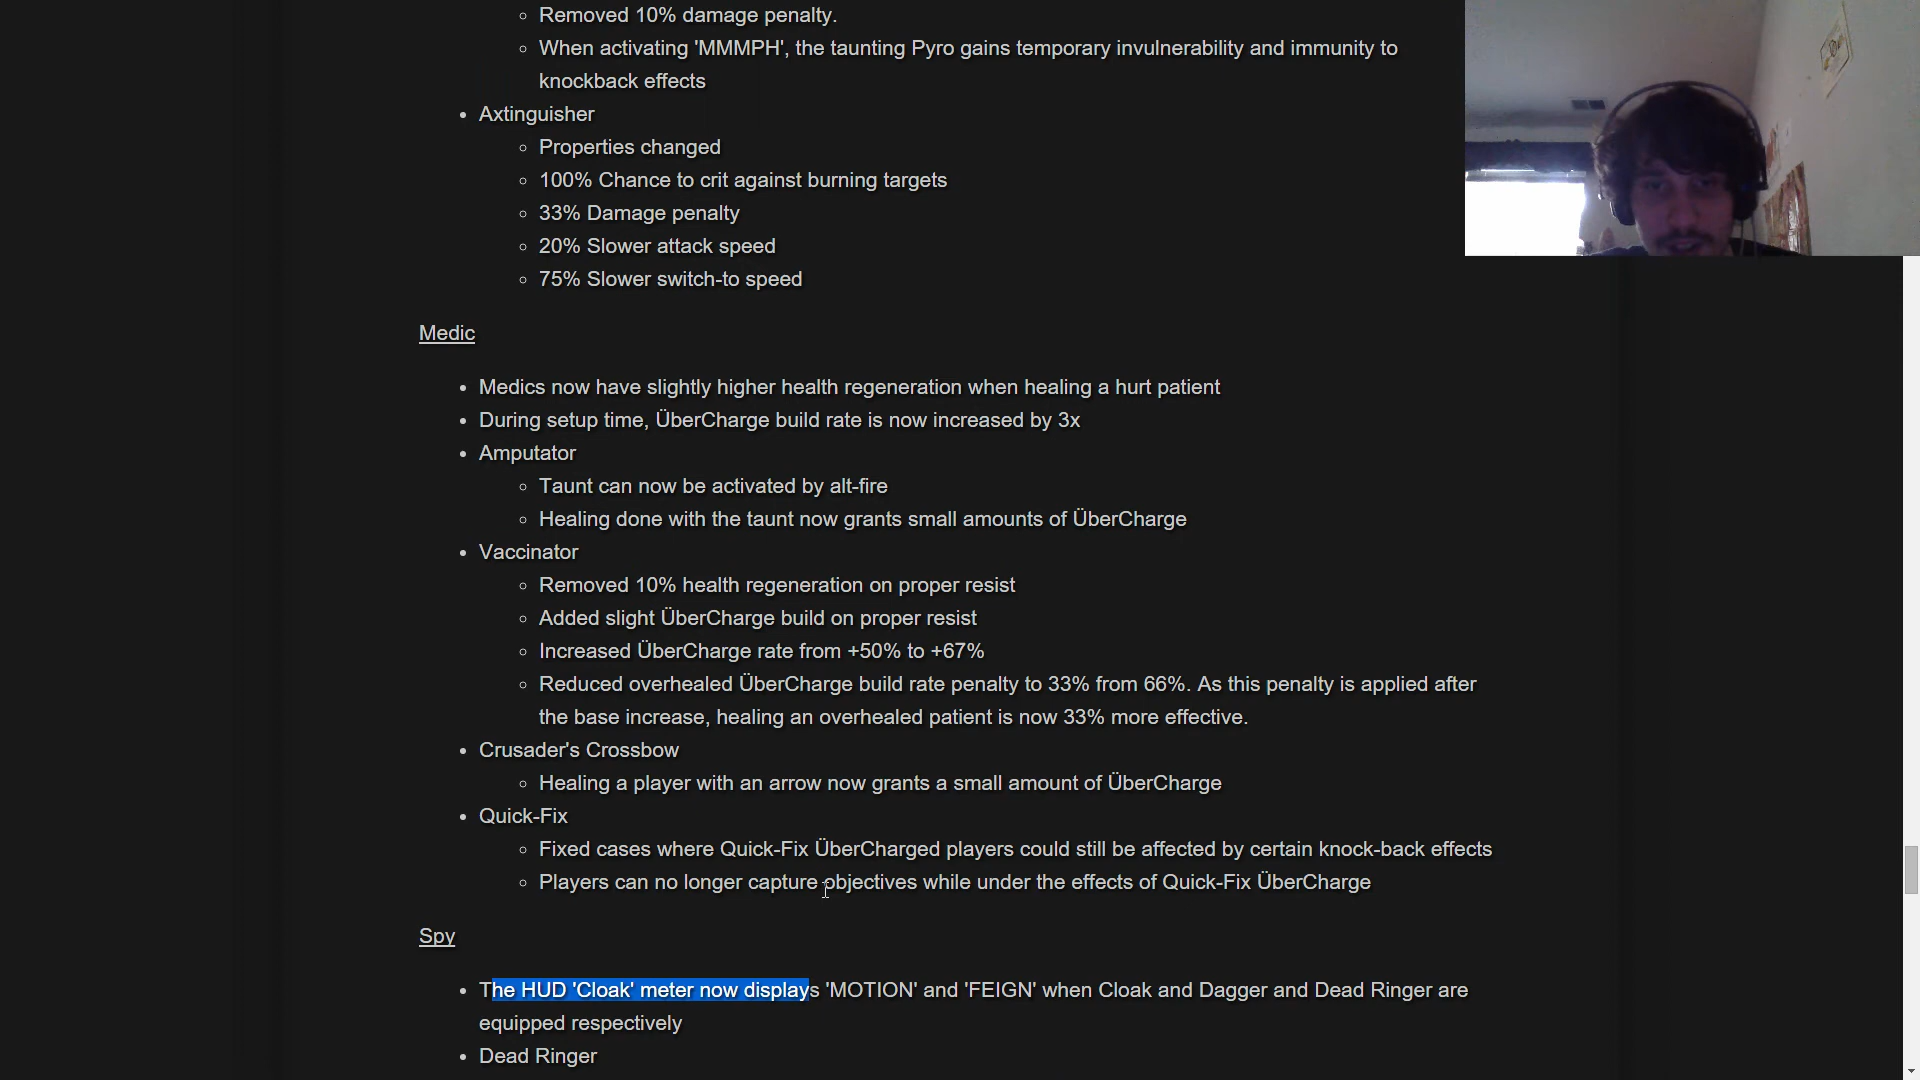 Removed 10% damage penalty.
When activating 'MMMPH', the taunting Pyro gains temporary invulnerability and immunity to
knockback effects
Axtinguisher
Properties changed
100% Chance to crit against burning targets
33% Damage penalty
20% Slower attack speed
75% Slower switch-to speed
Medic
Medics now have slightly higher health regeneration when healing a hurt patient
During setup time, ÜberCharge build rate is now increased by 3x
Amputator
Taunt can now be activated by alt-fire
Healing done with the taunt now grants small amounts of ÜberCharge
Vaccinator
Removed 10% health regeneration on proper resist
Added slight ÜberCharge build on proper resist
Increased ÜberCharge rate from +50% to +67%
Reduced overhealed ÜberCharge build rate penalty to 33% from 66%. As this penalty is applied after
the base increase, healing an overhealed patient is now 33% more effective.
Crusader's Crossbow
Healing a player with an arrow now grants a small amount of ÜberCharge
Quick-Fix
Fixed cases where Quick-Fix ÜberCharged players could still be affected by certain knock-back effects
Players can no longer capture objectives while under the effects of Quick-Fix ÜberCharge
Spy
The HUD 'Cloak' meter now displays 'MOTION' and 'FEIGN' when Cloak and Dagger and Dead Ringer are
equipped respectively
Dead Ringer